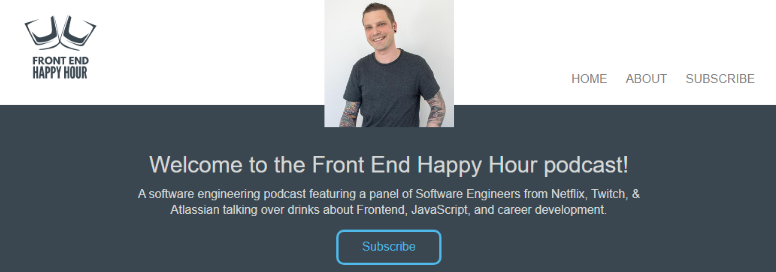 FRONT END
HAPPY HOUR
HOME ABOUT SUBSCRIBE
Welcome to the Front End Happy Hour podcast!
A software engineering podcast featuring a panel of Software Engineers from Netflix, Twitch, &
Atlassian talking over drinks about Frontend, JavaScript, and career development.
Subscribe